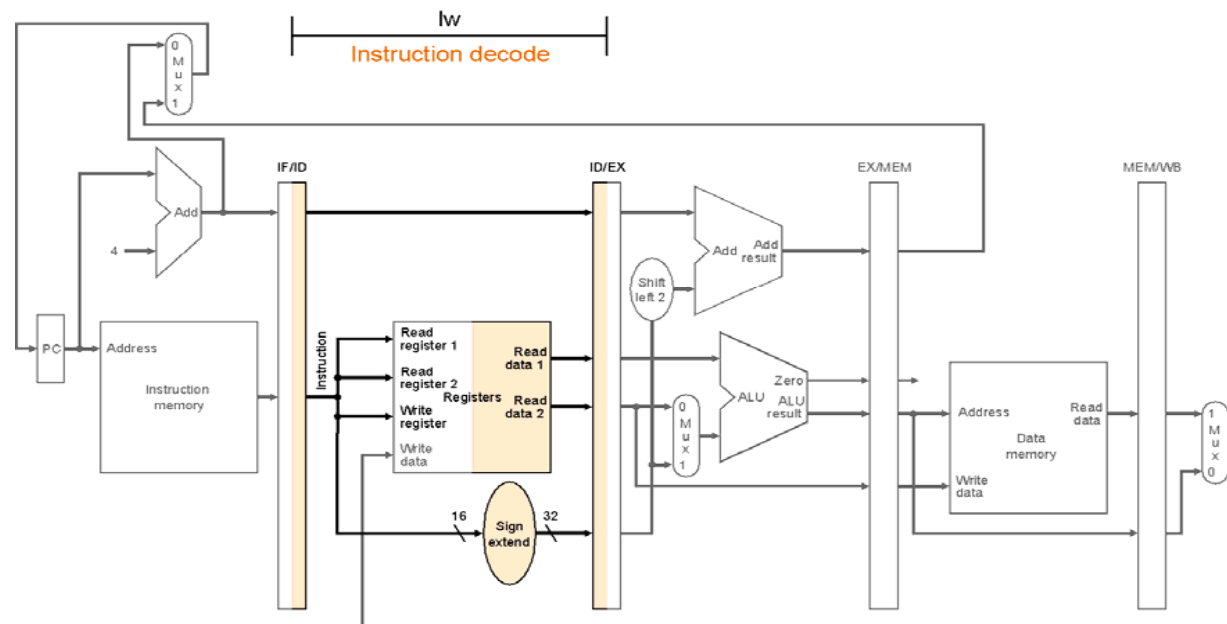 lw
Instruction decode
0
M
u
x
1
IF/ID
ID/EX
EX/MEM
MEM/WB
Add
4
Add
Add
result
Shift
left 2
PC
Address
Instruction
memory
Instruction
Read
register 1
Read
register 2
Write
register
Write
data
Registers
Read
data 1
Read
data 2
0
M
u
x
1
Zero
ALU
ALU
result
Address
Read
data
Data
memory
Write
data
1
M
u
x
0
16
Sign
extend
32